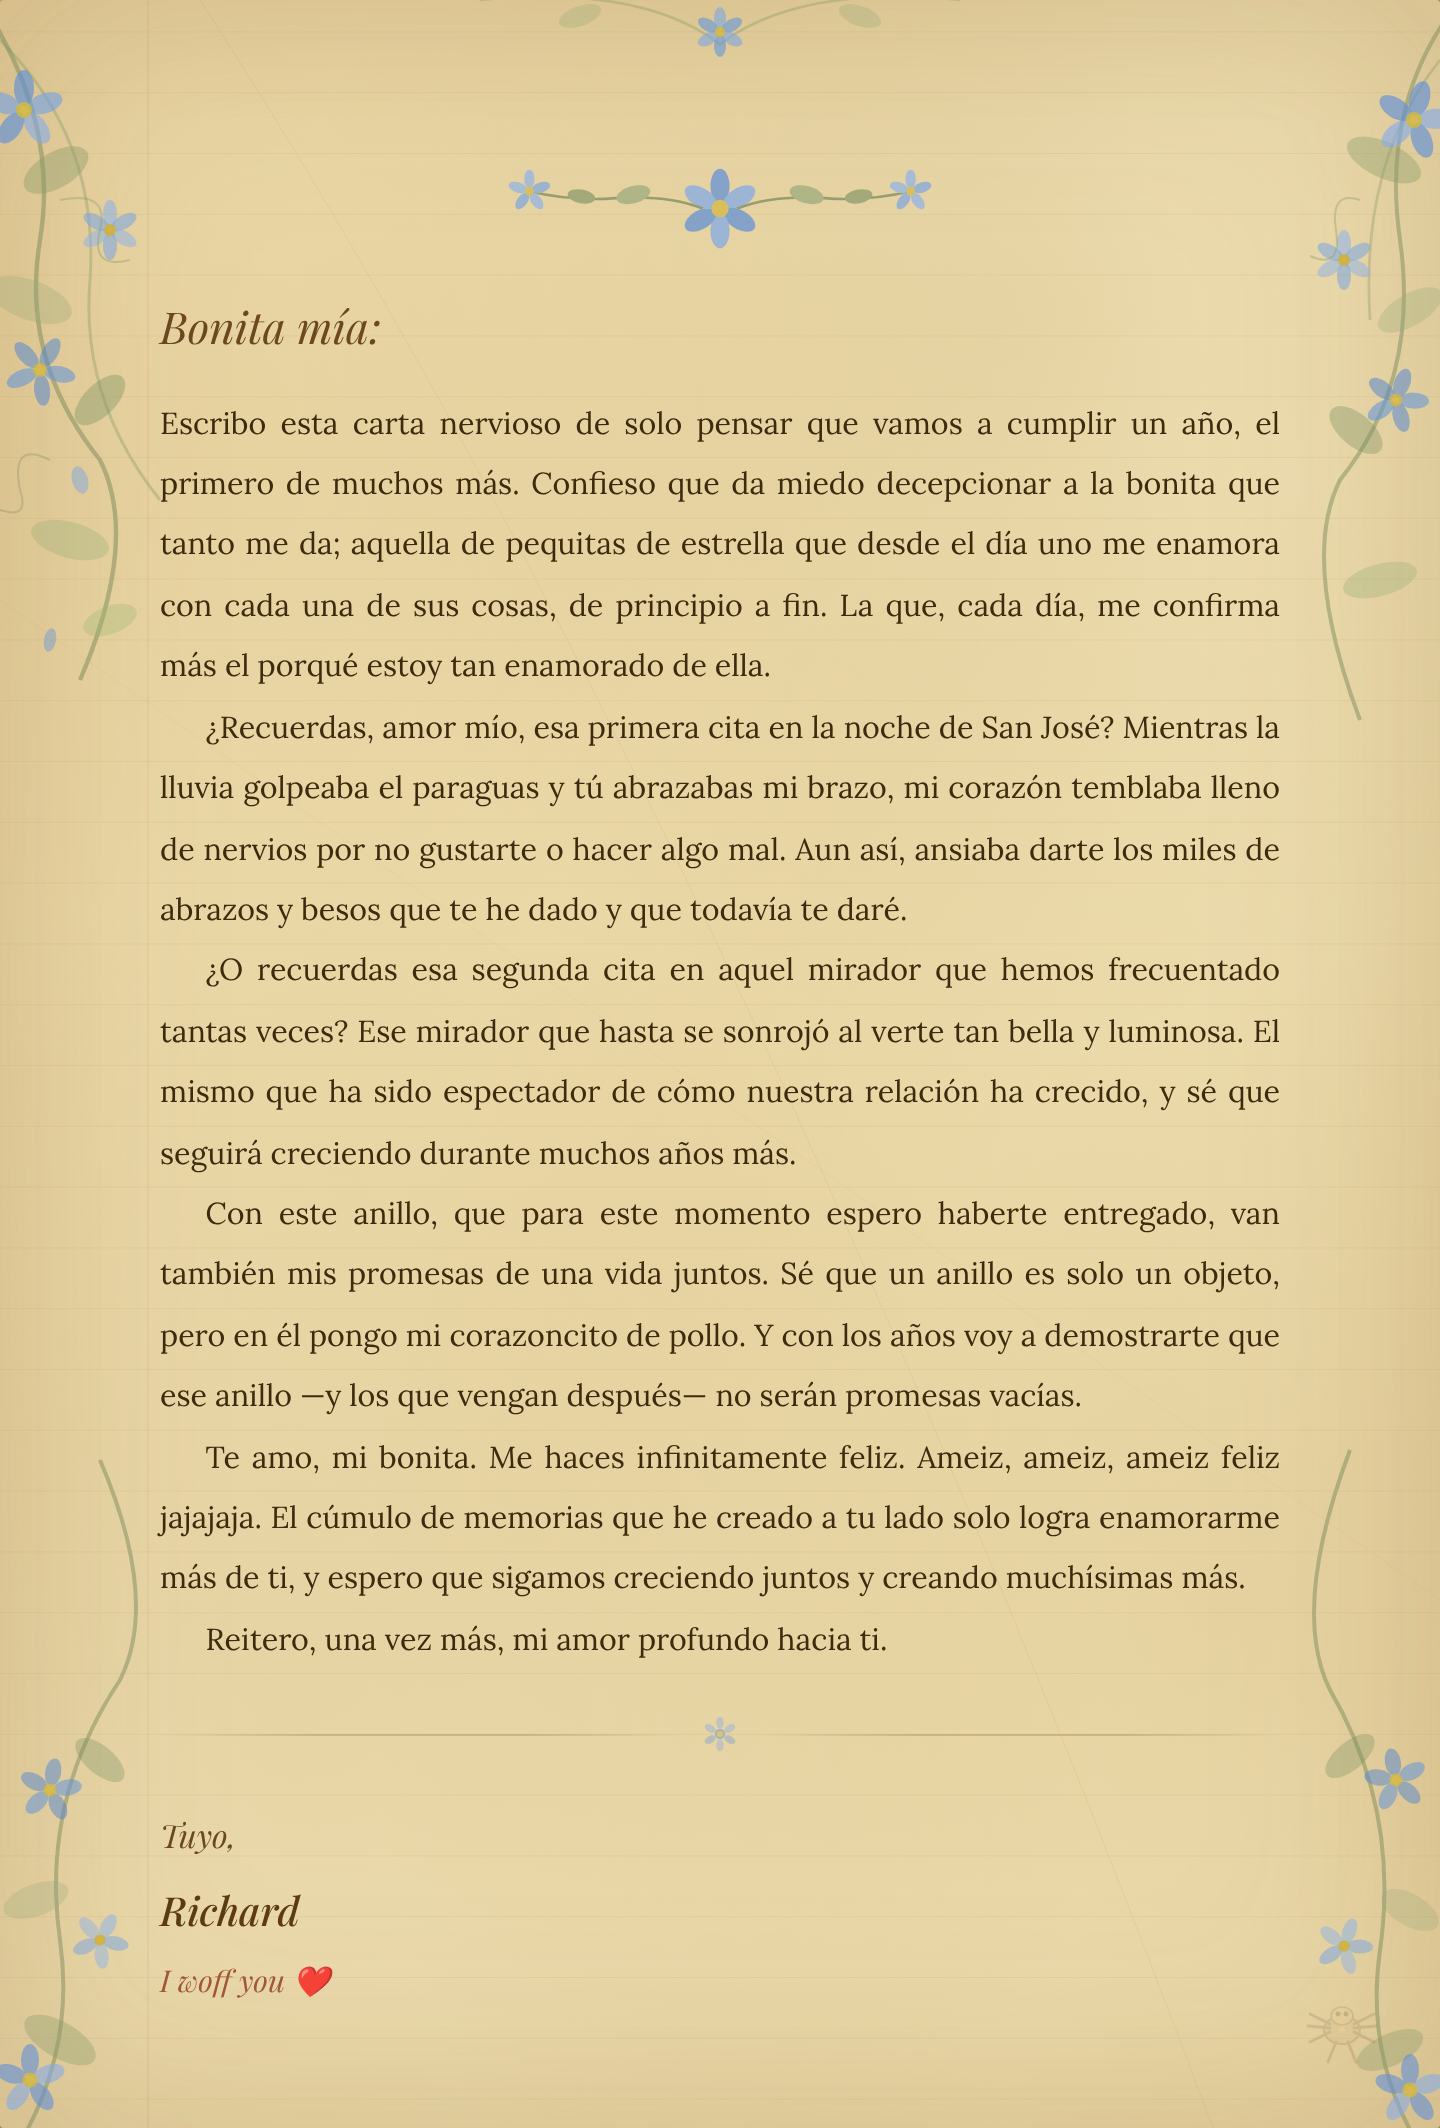 Bonita mía:
Escribo esta carta nervioso de solo pensar que vamos a cumplir un año, el
primero de muchos más. Confieso que da miedo decepcionar a la bonita que
tanto me da; aquella de pequitas de estrella que desde el día uno me enamora
con cada una de sus cosas, de principio a fin. La que, cada día, me confirma
más el porqué estoy tan enamorado de ella.
¿Recuerdas, amor mío, esa primera cita en la noche de San José? Mientras la
lluvia golpeaba el paraguas y tú abrazabas mi brazo, mi corazón temblaba lleno
de nervios por no gustarte o hacer algo mal. Aun así, ansiaba darte los miles de
abrazos y besos que te he dado y que todavía te daré.
¿O recuerdas esa segunda cita en aquel mirador que hemos frecuentado
tantas veces? Ese mirador que hasta se sonrojó al verte tan bella y luminosa. El
mismo que ha sido espectador de cómo nuestra relación ha crecido, y sé que
seguirá creciendo durante muchos años más.
Con este anillo, que para este momento espero haberte entregado, van
también mis promesas de una vida juntos. Sé que un anillo es solo un objeto,
pero en él pongo mi corazoncito de pollo. Y con los años voy a demostrarte que
ese anillo —y los que vengan después— no serán promesas vacías.
Te amo, mi bonita. Me haces infinitamente feliz. Ameiz, ameiz, ameiz feliz
jajajaja. El cúmulo de memorias que he creado a tu lado solo logra enamorarme
más de ti, y espero que sigamos creciendo juntos y creando muchísimas más.
Reitero, una vez más, mi amor profundo hacia ti.
Tuyo,
Richard
I woff you ❤️